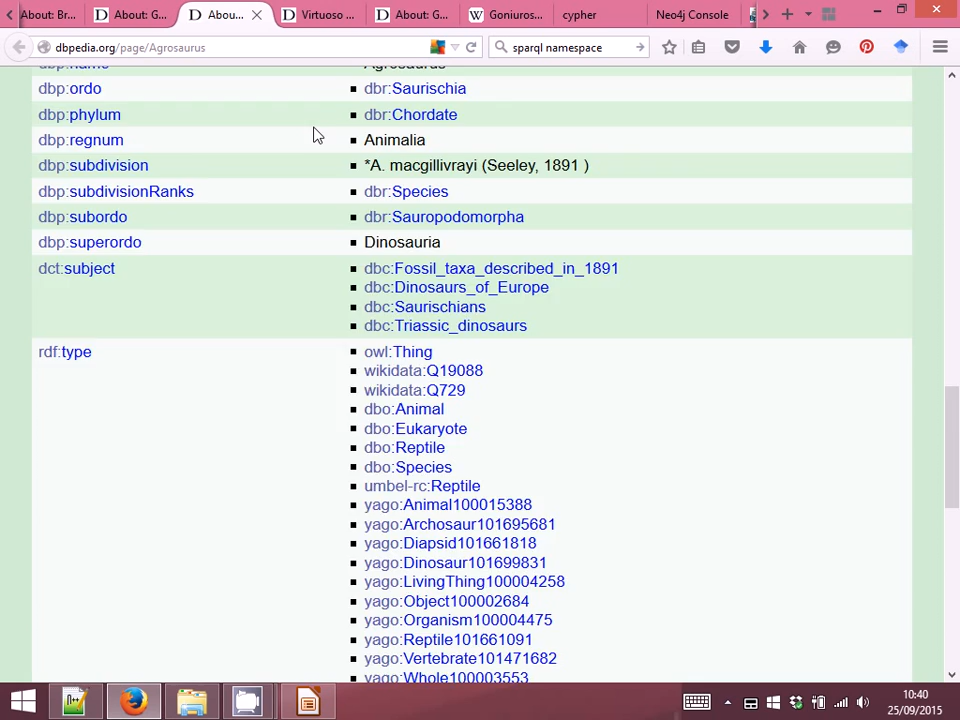 About: Br...
About: G...
Abou...
Virtuoso ...
About: G...
Goniuros...
cypher
Neo4j Console
dbpedia.org/page/Agrosaurus
sparql namespace
dbp:name
Agrosaurus
dbp:ordo
dbr:Saurischia
dbp:phylum
dbr:Chordate
dbp:regnum
Animalia
dbp:subdivision
*A. macgillivrayi (Seeley, 1891 )
dbp:subdivisionRanks
dbr:Species
dbp:subordo
dbr:Sauropodomorpha
dbp:superordo
Dinosauria
dct:subject
dbc:Fossil_taxa_described_in_1891
dbc:Dinosaurs_of_Europe
dbc:Saurischians
dbc:Triassic_dinosaurs
rdf:type
owl:Thing
wikidata:Q19088
wikidata:Q729
dbo:Animal
dbo:Eukaryote
dbo:Reptile
dbo:Species
umbel-rc:Reptile
yago:Animal100015388
yago:Archosaur101695681
yago:Diapsid101661818
yago:Dinosaur101699831
yago:LivingThing100004258
yago:Object100002684
yago:Organism100004475
yago:Reptile101661091
yago:Vertebrate101471682
yago:Whole100003553
10:40
25/09/2015